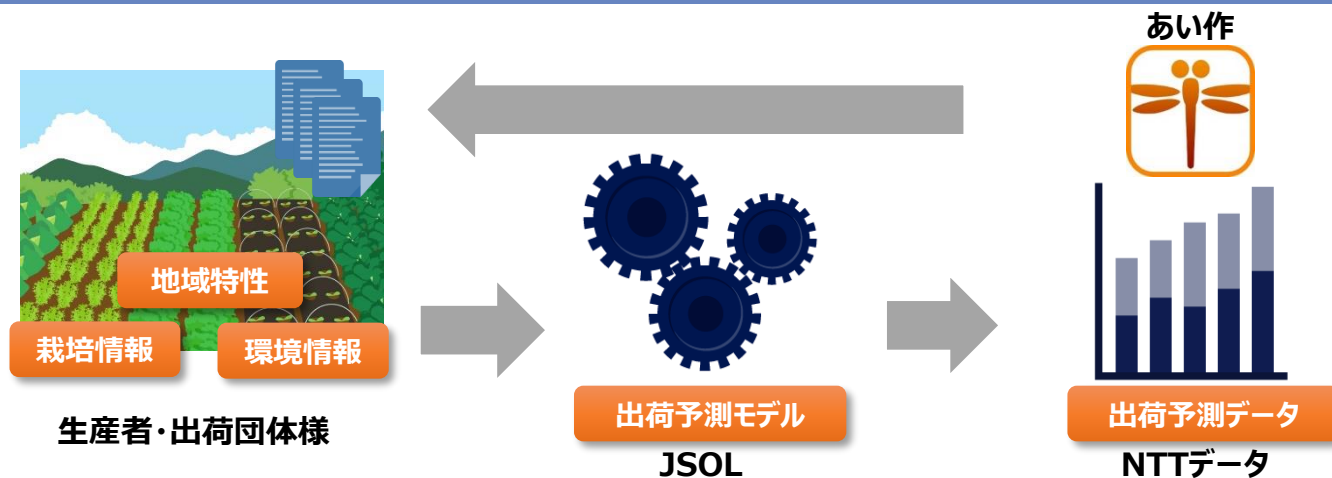 あい作
地域特性
栽培情報
環境情報
生産者・出荷団体様
出荷予測モデル
JSOL
出荷予測データ
NTTデータ